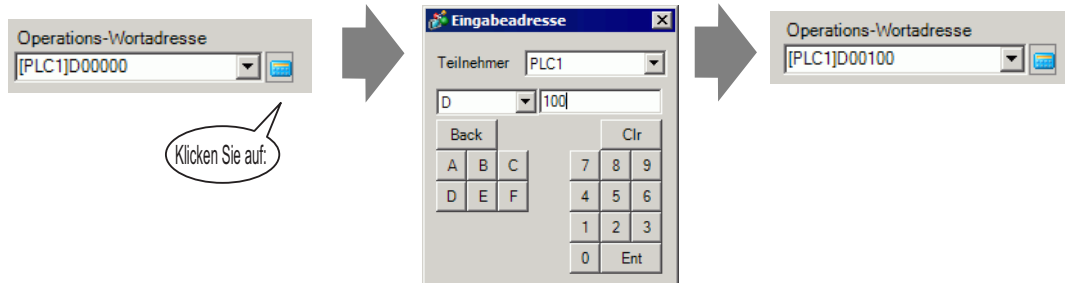 Operations-Wortadresse
[PLC1]D00000
Klicken Sie auf:
Eingabeadresse
Teilnehmer PLC1
D 100
Back Clr
A B C 7 8 9
D E F 4 5 6
1 2 3
0 Ent
Operations-Wortadresse
[PLC1]D00100